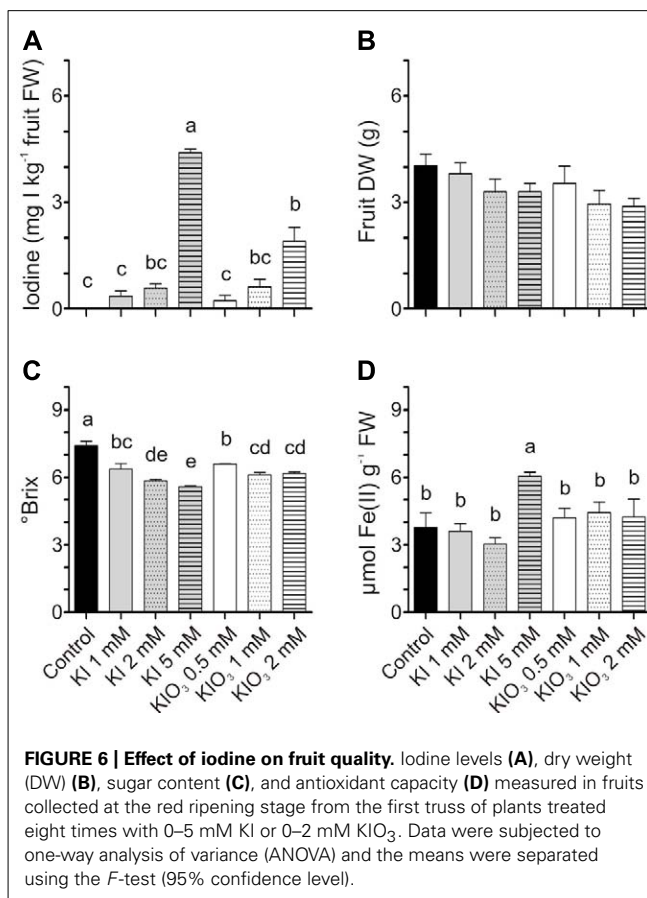 A
B
6
3
0
Iodine (mg I kg⁻¹ fruit FW)
c
c
bc
a
c
bc
b
6
3
0
Fruit DW (g)
C
D
9
6
3
0
°Brix
a
bc
de
e
b
cd
cd
9
6
3
0
µmol Fe(II) g⁻¹ FW
b
b
b
a
b
b
b
Control
KI 1 mM
KI 2 mM
KI 5 mM
KIO₃ 0.5 mM
KIO₃ 1 mM
KIO₃ 2 mM
Control
KI 1 mM
KI 2 mM
KI 5 mM
KIO₃ 0.5 mM
KIO₃ 1 mM
KIO₃ 2 mM
FIGURE 6 | Effect of iodine on fruit quality. Iodine levels (A), dry weight
(DW) (B), sugar content (C), and antioxidant capacity (D) measured in fruits
collected at the red ripening stage from the first truss of plants treated
eight times with 0–5 mM KI or 0–2 mM KIO₃. Data were subjected to
one-way analysis of variance (ANOVA) and the means were separated
using the F-test (95% confidence level).